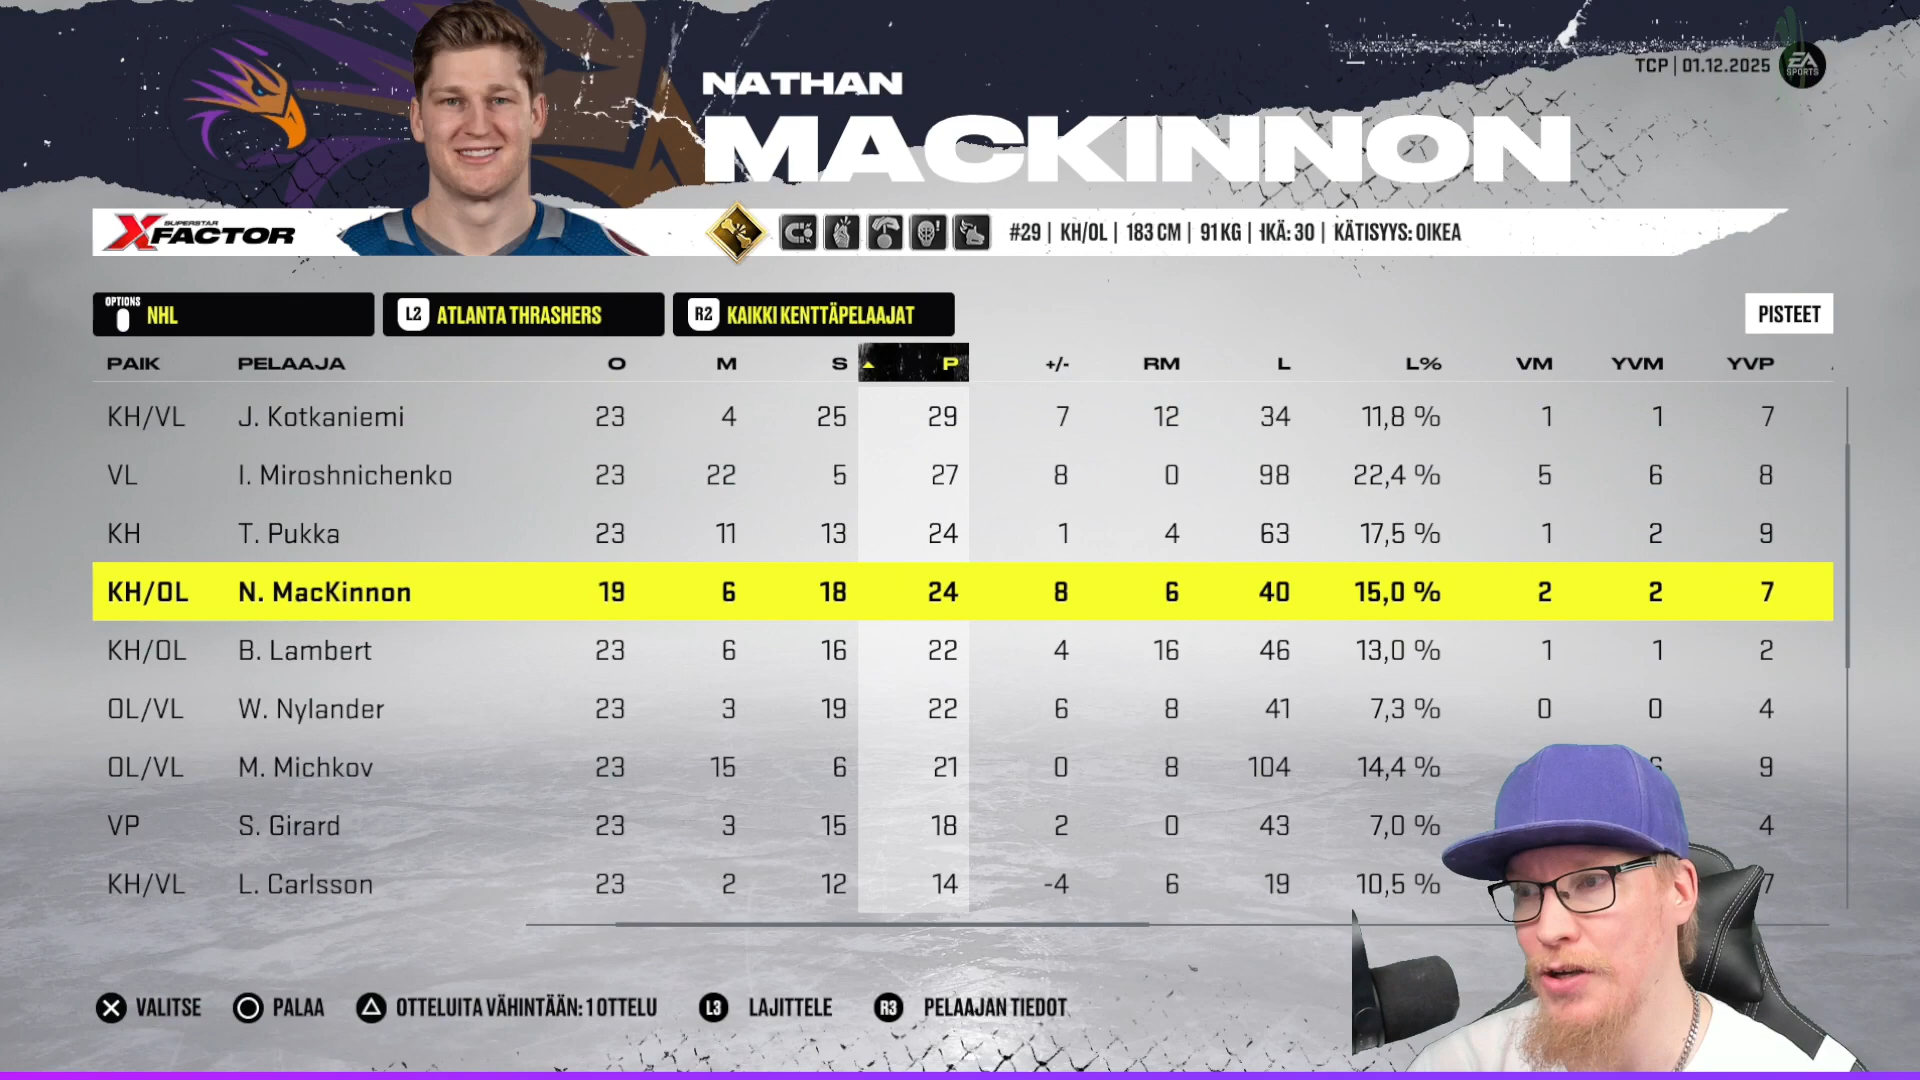 NATHAN
MACKINNON
TCP | 01.12.2025
EA SPORTS
SUPERSTAR
X FACTOR
#29 | KH/OL | 183 CM | 91 KG | IKÄ: 30 | KÄTISYYS: OIKEA
OPTIONS NHL
L2 ATLANTA THRASHERS
R2 KAIKKI KENTTÄPELAAJAT
PISTEET
PAIK PELAAJA O M S P +/- RM L L% VM YVM YVP
KH/VL J. Kotkaniemi 23 4 25 29 7 12 34 11,8 % 1 1 7
VL I. Miroshnichenko 23 22 5 27 8 0 98 22,4 % 5 6 8
KH T. Pukka 23 11 13 24 1 4 63 17,5 % 1 2 9
KH/OL N. MacKinnon 19 6 18 24 8 6 40 15,0 % 2 2 7
KH/OL B. Lambert 23 6 16 22 4 16 46 13,0 % 1 1 2
OL/VL W. Nylander 23 3 19 22 6 8 41 7,3 % 0 0 4
OL/VL M. Michkov 23 15 6 21 0 8 104 14,4 % 9
VP S. Girard 23 3 15 18 2 0 43 7,0 % 4
KH/VL L. Carlsson 23 2 12 14 -4 6 19 10,5 % 7
VALITSE PALAA OTTELUITA VÄHINTÄÄN: 1 OTTELU L3 LAJITTELE R3 PELAAJAN TIEDOT